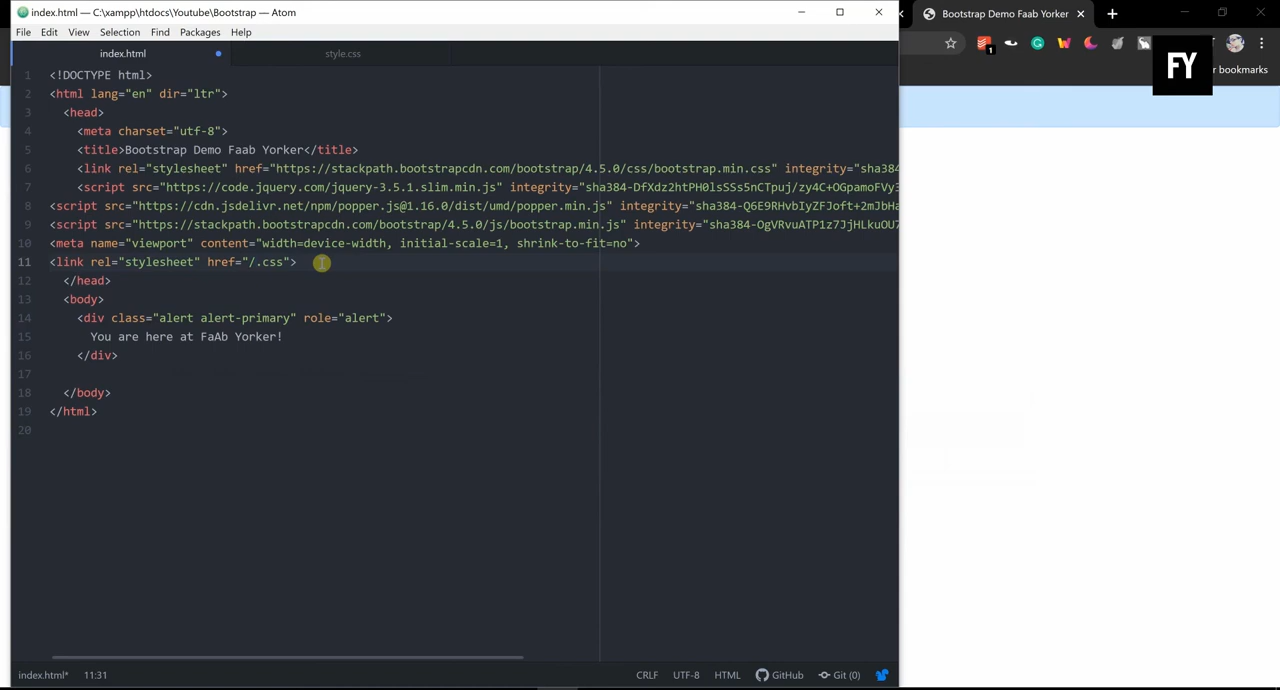 index.html — C:\xampp\htdocs\Youtube\Bootstrap — Atom
Bootstrap Demo Faab Yorker
File Edit View Selection Find Packages Help
index.html
style.css
1
FY
r bookmarks
1 <!DOCTYPE html>
2 <html lang="en" dir="ltr">
3 <head>
4 <meta charset="utf-8">
5 <title>Bootstrap Demo Faab Yorker</title>
6 <link rel="stylesheet" href="https://stackpath.bootstrapcdn.com/bootstrap/4.5.0/css/bootstrap.min.css" integrity="sha384
7 <script src="https://code.jquery.com/jquery-3.5.1.slim.min.js" integrity="sha384-DfXdz2htPH0lsSSs5nCTpuj/zy4C+OGpamoFVy3
8 <script src="https://cdn.jsdelivr.net/npm/popper.js@1.16.0/dist/umd/popper.min.js" integrity="sha384-Q6E9RHvbIyZFJoft+2mJbHa
9 <script src="https://stackpath.bootstrapcdn.com/bootstrap/4.5.0/js/bootstrap.min.js" integrity="sha384-OgVRvuATP1z7JjHLkuOU7
10 <meta name="viewport" content="width=device-width, initial-scale=1, shrink-to-fit=no">
11 <link rel="stylesheet" href="/.css">
12 </head>
13 <body>
14 <div class="alert alert-primary" role="alert">
15 You are here at FaAb Yorker!
16 </div>
17
18 </body>
19 </html>
20
index.html* 11:31 CRLF UTF-8 HTML GitHub Git (0)